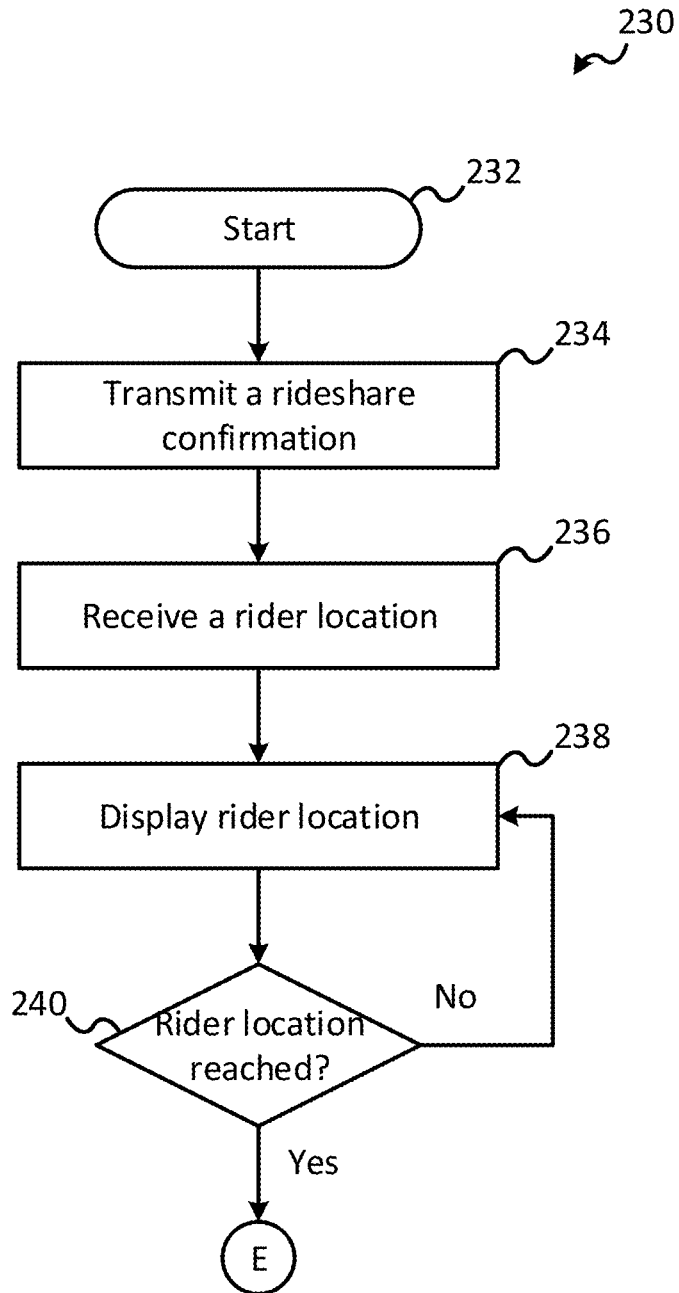 230
232
Start
234
Transmit a rideshare
confirmation
236
Receive a rider location
238
Display rider location
240
No
Rider location
reached?
Yes
E